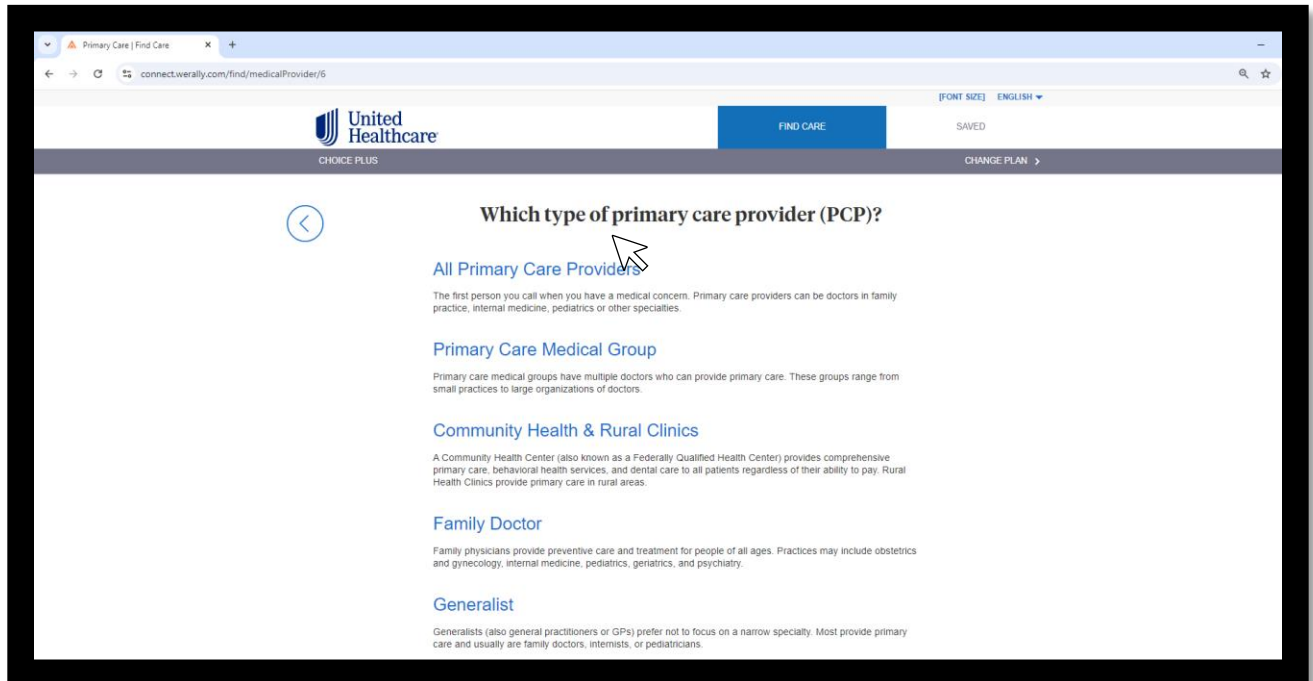 Primary Care | Find Care
connect.werally.com/find/medicalProvider/6
[FONT SIZE] ENGLISH
United
Healthcare
FIND CARE
SAVED
CHOICE PLUS
CHANGE PLAN
Which type of primary care provider (PCP)?
All Primary Care Providers
The first person you call when you have a medical concern. Primary care providers can be doctors in family
practice, internal medicine, pediatrics or other specialties.
Primary Care Medical Group
Primary care medical groups have multiple doctors who can provide primary care. These groups range from
small practices to large organizations of doctors.
Community Health & Rural Clinics
A Community Health Center (also known as a Federally Qualified Health Center) provides comprehensive
primary care, behavioral health services, and dental care to all patients regardless of their ability to pay. Rural
Health Clinics provide primary care in rural areas.
Family Doctor
Family physicians provide preventive care and treatment for people of all ages. Practices may include obstetrics
and gynecology, internal medicine, pediatrics, geriatrics, and psychiatry.
Generalist
Generalists (also general practitioners or GPs) prefer not to focus on a narrow specialty. Most provide primary
care and usually are family doctors, internists, or pediatricians.